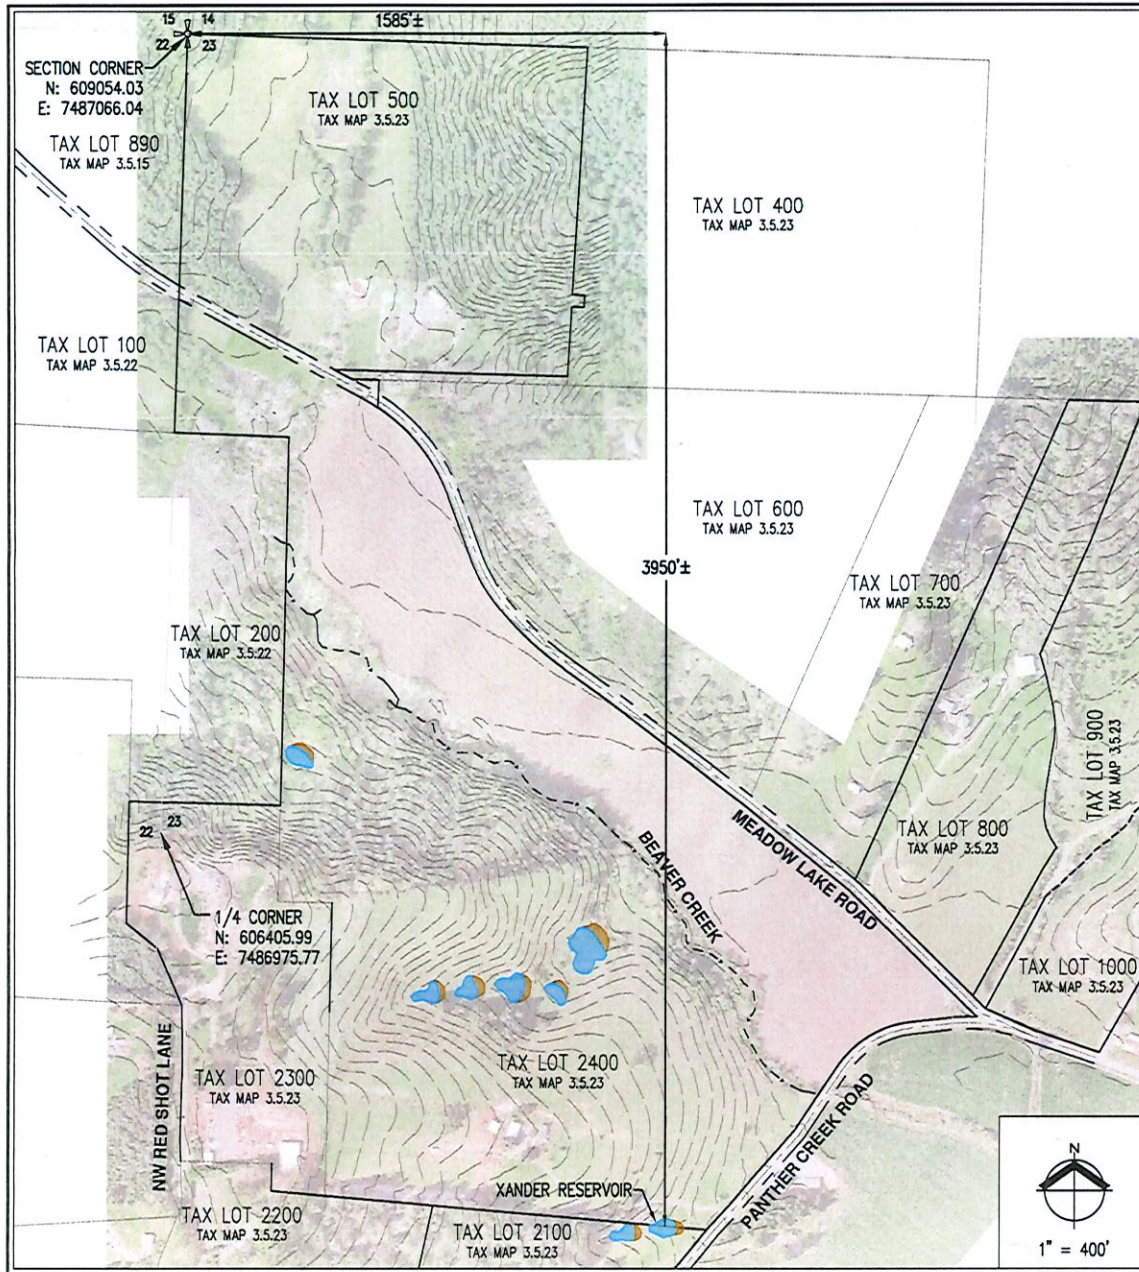 15 14
1585'±
22 23
SECTION CORNER
N: 609054.03
E: 7487066.04
TAX LOT 500
TAX MAP 3.5.23
TAX LOT 890
TAX MAP 3.5.15
TAX LOT 400
TAX MAP 3.5.23
TAX LOT 100
TAX MAP 3.5.22
TAX LOT 600
TAX MAP 3.5.23
3950'±
TAX LOT 700
TAX MAP 3.5.23
TAX LOT 200
TAX MAP 3.5.22
TAX LOT 900
TAX MAP 3.5.23
22 23
BEAVER CREEK
MEADOW LAKE ROAD
TAX LOT 800
TAX MAP 3.5.23
1/4 CORNER
N: 606405.99
E: 7486975.77
TAX LOT 1000
TAX MAP 3.5.23
NW RED SHOT LANE
TAX LOT 2300
TAX MAP 3.5.23
TAX LOT 2400
TAX MAP 3.5.23
PANTHER CREEK ROAD
XANDER RESERVOIR
TAX LOT 2200
TAX MAP 3.5.23
TAX LOT 2100
TAX MAP 3.5.23
N
1" = 400'